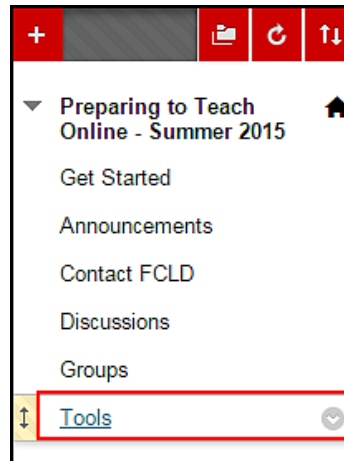 Preparing to Teach
Online - Summer 2015
Get Started
Announcements
Contact FCLD
Discussions
Groups
Tools